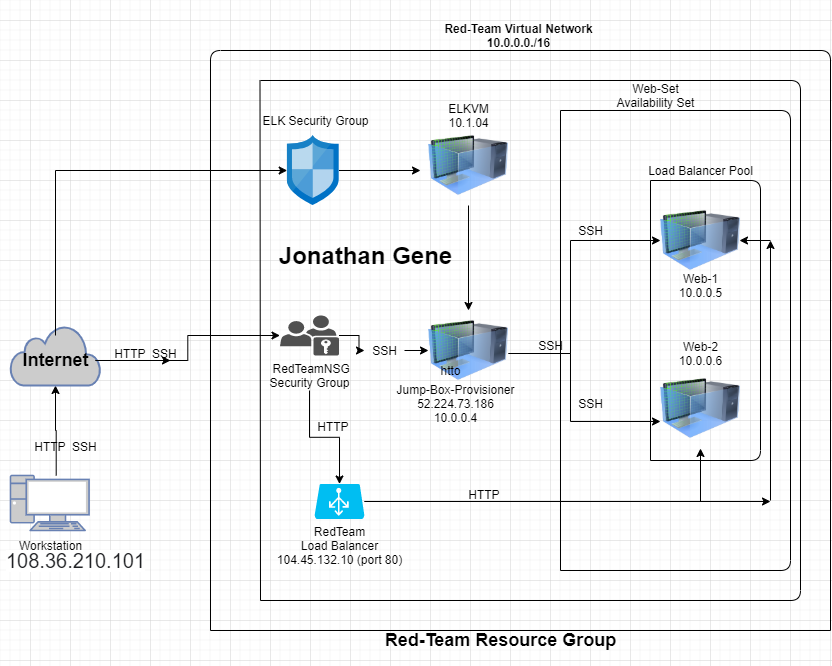 Red-Team Virtual Network
10.0.0.0./16
Web-Set
Availability Set
ELK Security Group
ELKVM
10.1.04
Load Balancer Pool
SSH
Web-1
10.0.0.5
Jonathan Gene
Internet
HTTP SSH
RedTeamNSG
Security Group
SSH
htto
Jump-Box-Provisioner
52.224.73.186
10.0.0.4
SSH
Web-2
10.0.0.6
SSH
HTTP
HTTP SSH
HTTP
Workstation
108.36.210.101
RedTeam
Load Balancer
104.45.132.10 (port 80)
Red-Team Resource Group